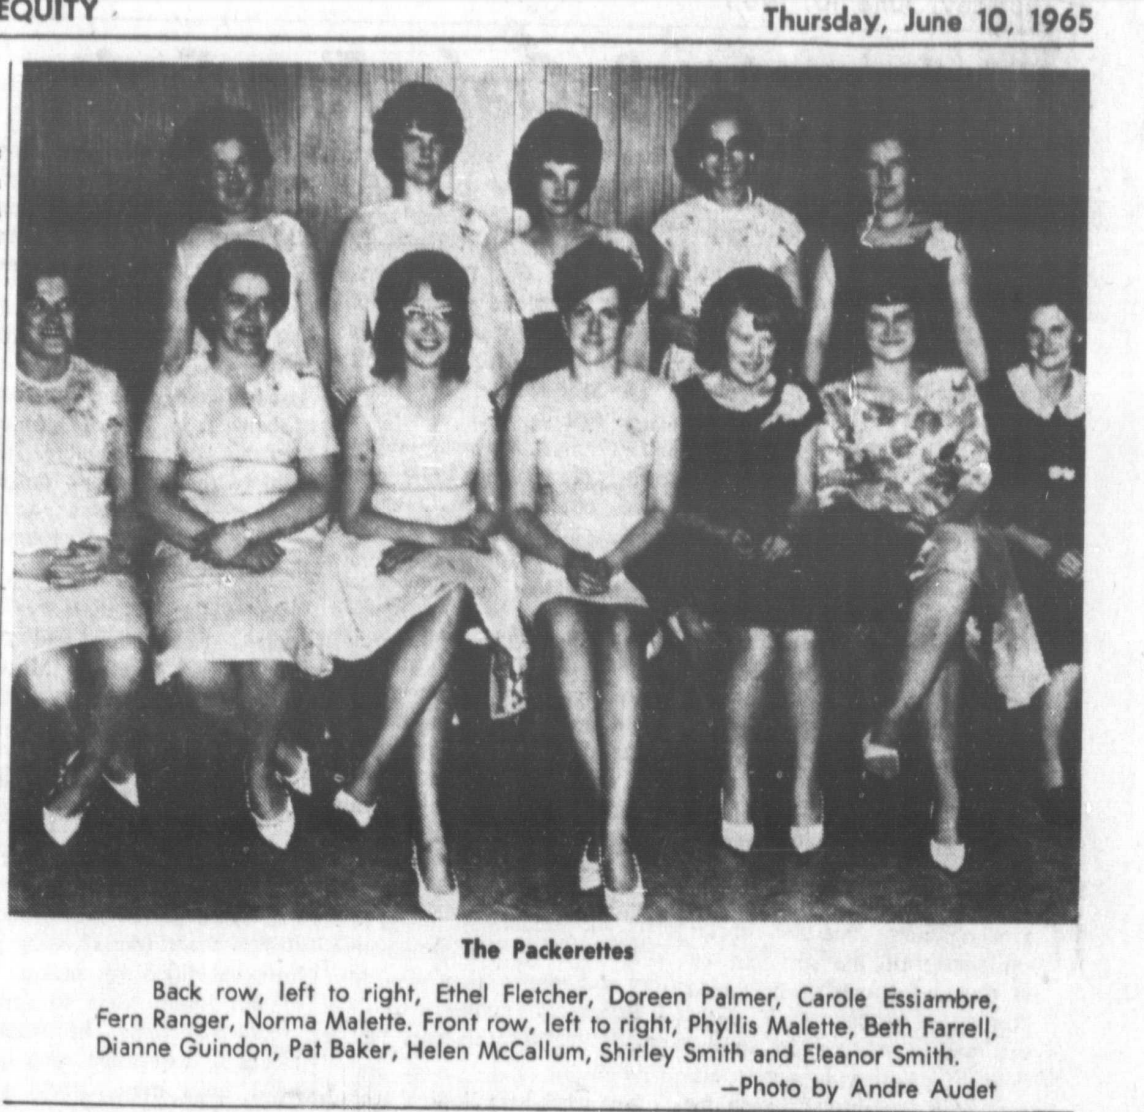 EQUITY
Thursday, June 10, 1965
The Packerettes
Back row, left to right, Ethel Fletcher, Doreen Palmer, Carole Essiambre,
Fern Ranger, Norma Malette. Front row, left to right, Phyllis Malette, Beth Farrell,
Dianne Guindon, Pat Baker, Helen McCallum, Shirley Smith and Eleanor Smith.
—Photo by Andre Audet